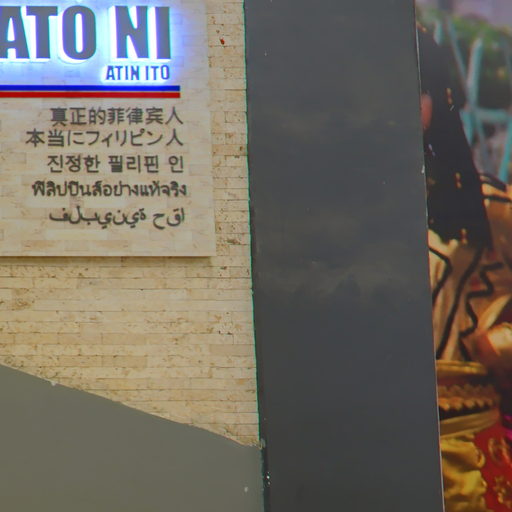 ATO NI
ATIN ITO
真正的菲律宾人
本当にフィリピン人
진정한 필리핀 인
ฟิลิปปินส์อย่างแท้จริง